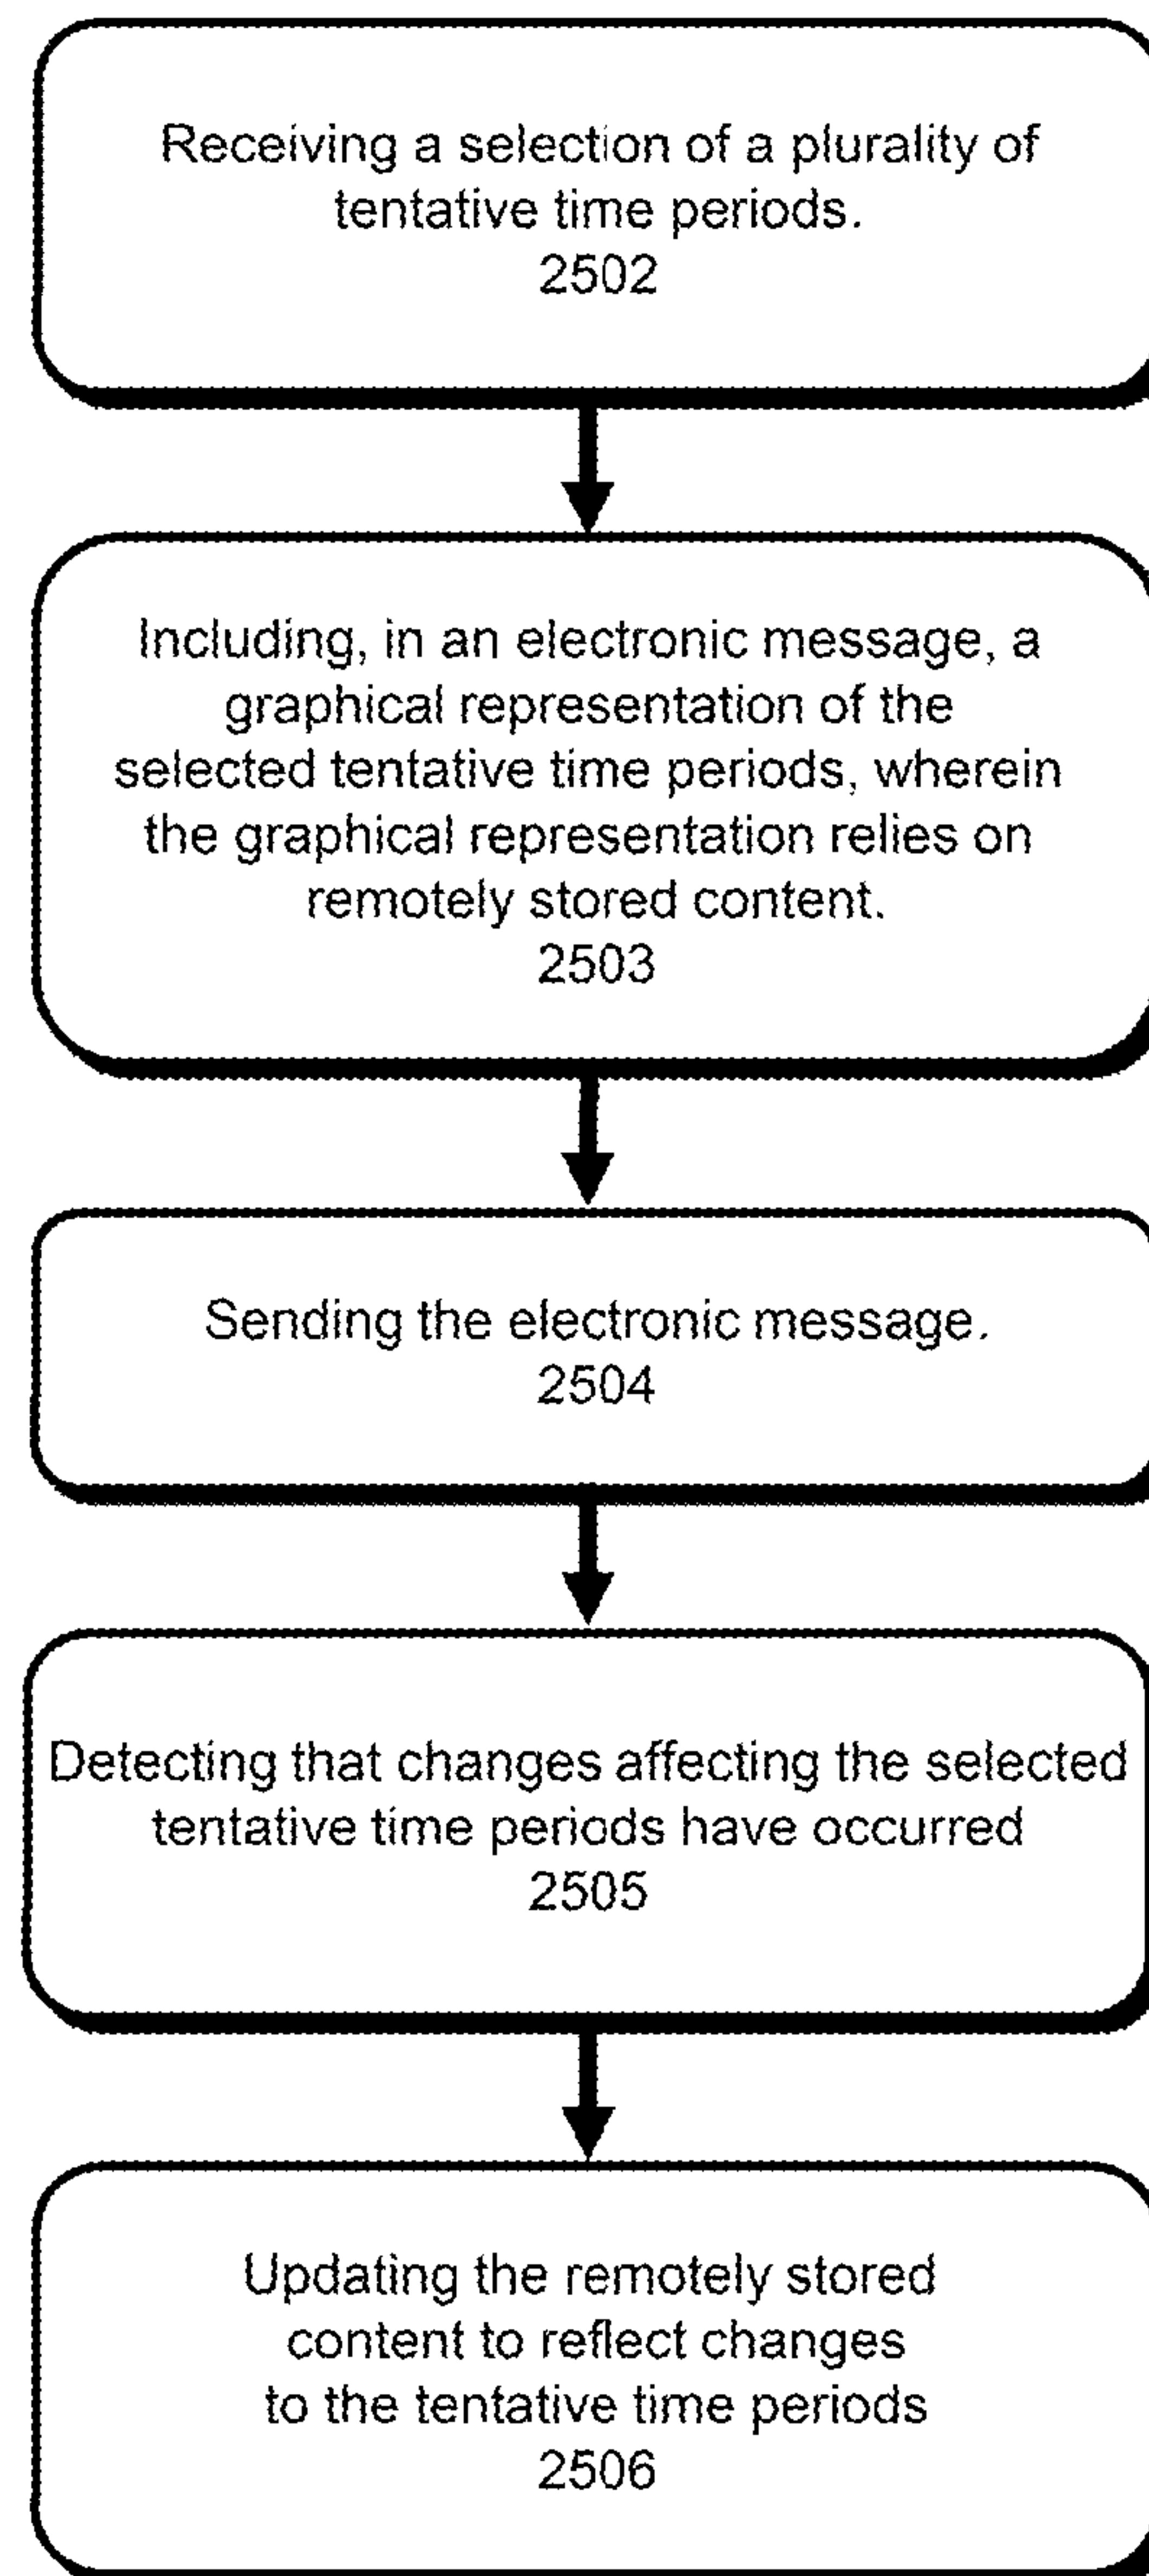 Receiving a selection of a plurality of
tentative time periods.
2502
Including, in an electronic message, a
graphical representation of the
selected tentative time periods, wherein
the graphical representation relies on
remotely stored content.
2503
Sending the electronic message.
2504
Detecting that changes affecting the selected
tentative time periods have occurred
2505
Updating the remotely stored
content to reflect changes
to the tentative time periods
2506